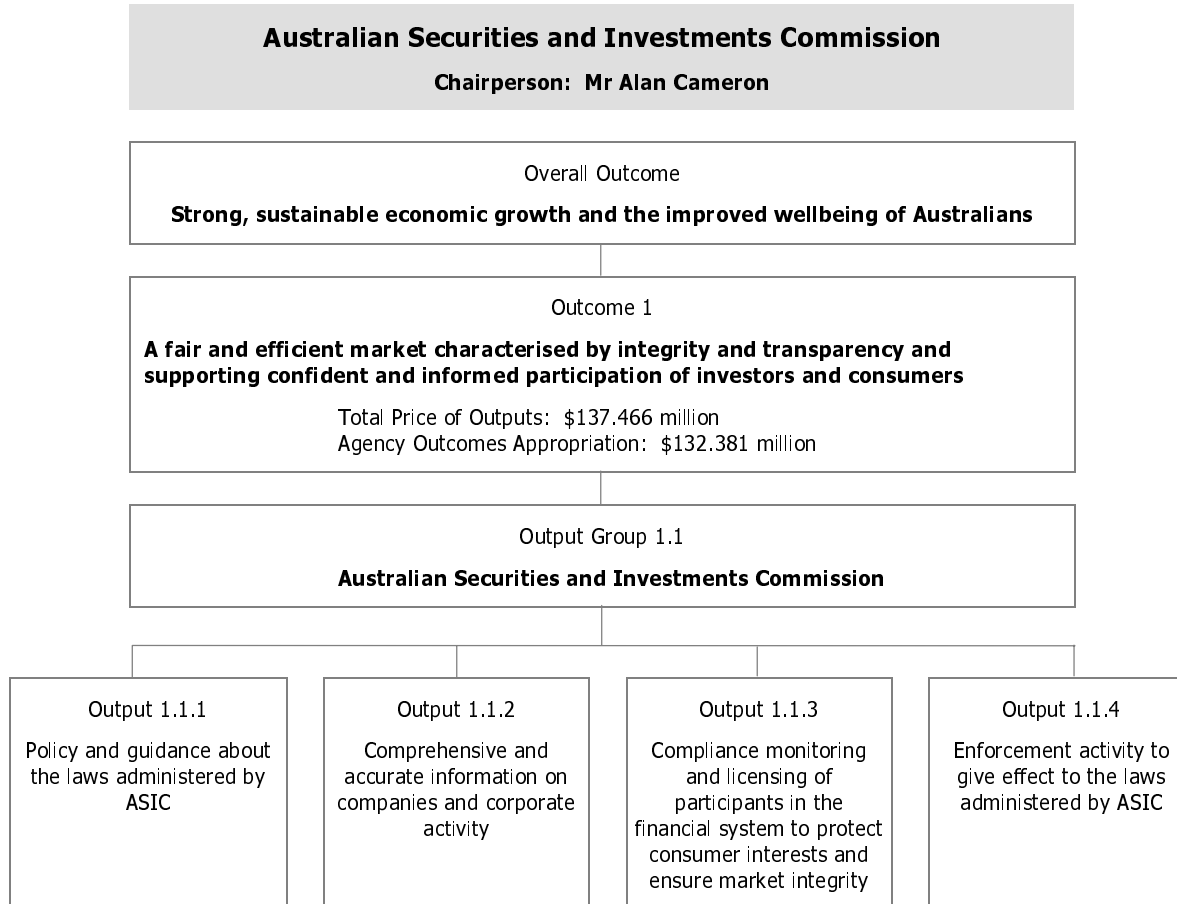 Australian Securities and Investments Commission
Chairperson: Mr Alan Cameron
Overall Outcome
Strong, sustainable economic growth and the improved wellbeing of Australians
Outcome 1
A fair and efficient market characterised by integrity and transparency and
supporting confident and informed participation of investors and consumers
Total Price of Outputs: $137.466 million
Agency Outcomes Appropriation: $132.381 million
Output Group 1.1
Australian Securities and Investments Commission
Output 1.1.1
Policy and guidance about
the laws administered by
ASIC
Output 1.1.2
Comprehensive and
accurate information on
companies and corporate
activity
Output 1.1.3
Compliance monitoring
and licensing of
participants in the
financial system to protect
consumer interests and
ensure market integrity
Output 1.1.4
Enforcement activity to
give effect to the laws
administered by ASIC